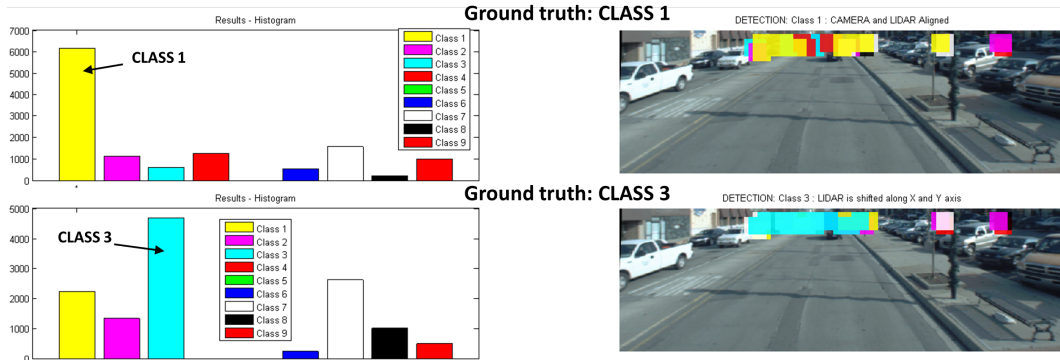 Ground truth: CLASS 1
Results - Histogram
7000
6000
5000
4000
3000
2000
1000
0
CLASS 1
Class 1
Class 2
Class 3
Class 4
Class 5
Class 6
Class 7
Class 8
Class 9
DETECTION: Class 1 : CAMERA and LIDAR Aligned
Ground truth: CLASS 3
Results - Histogram
5000
4000
3000
2000
1000
0
CLASS 3
Class 1
Class 2
Class 3
Class 4
Class 5
Class 6
Class 7
Class 8
Class 9
DETECTION: Class 3 : LIDAR is shifted along X and Y axis